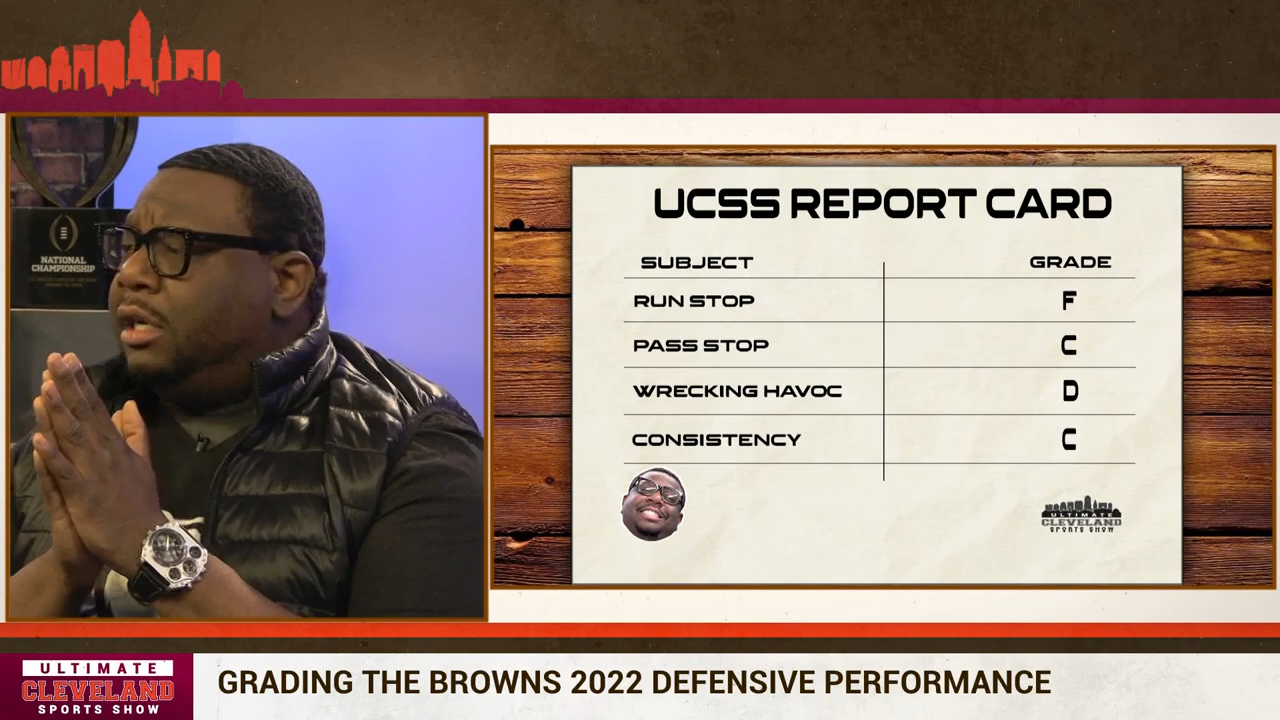 NATIONAL
CHAMPIONSHIP
UCSS REPORT CARD
SUBJECT GRADE
RUN STOP F
PASS STOP C
WRECKING HAVOC D
CONSISTENCY C
ULTIMATE
CLEVELAND
SPORTS SHOW
ULTIMATE
CLEVELAND
SPORTS SHOW
GRADING THE BROWNS 2022 DEFENSIVE PERFORMANCE